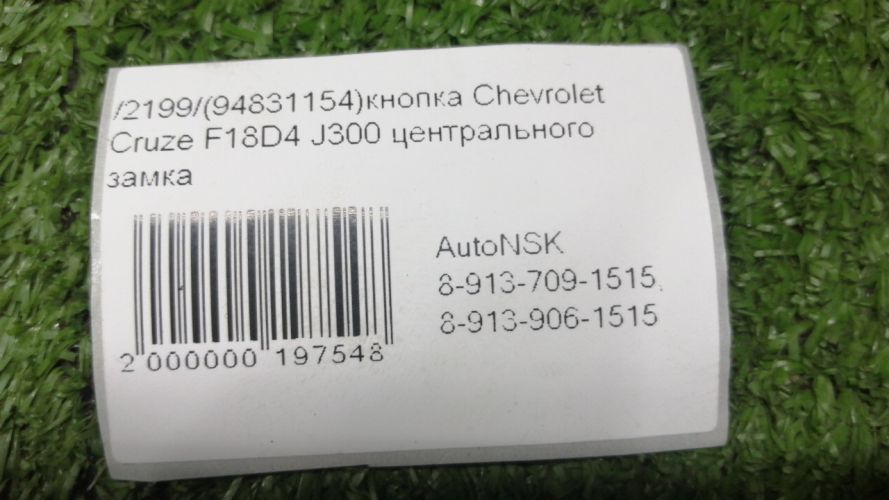 /2199/(94831154)кнопка Chevrolet
Cruze F18D4 J300 центрального
замка
AutoNSK
8-913-709-1515,
8-913-906-1515
2 000000 197548